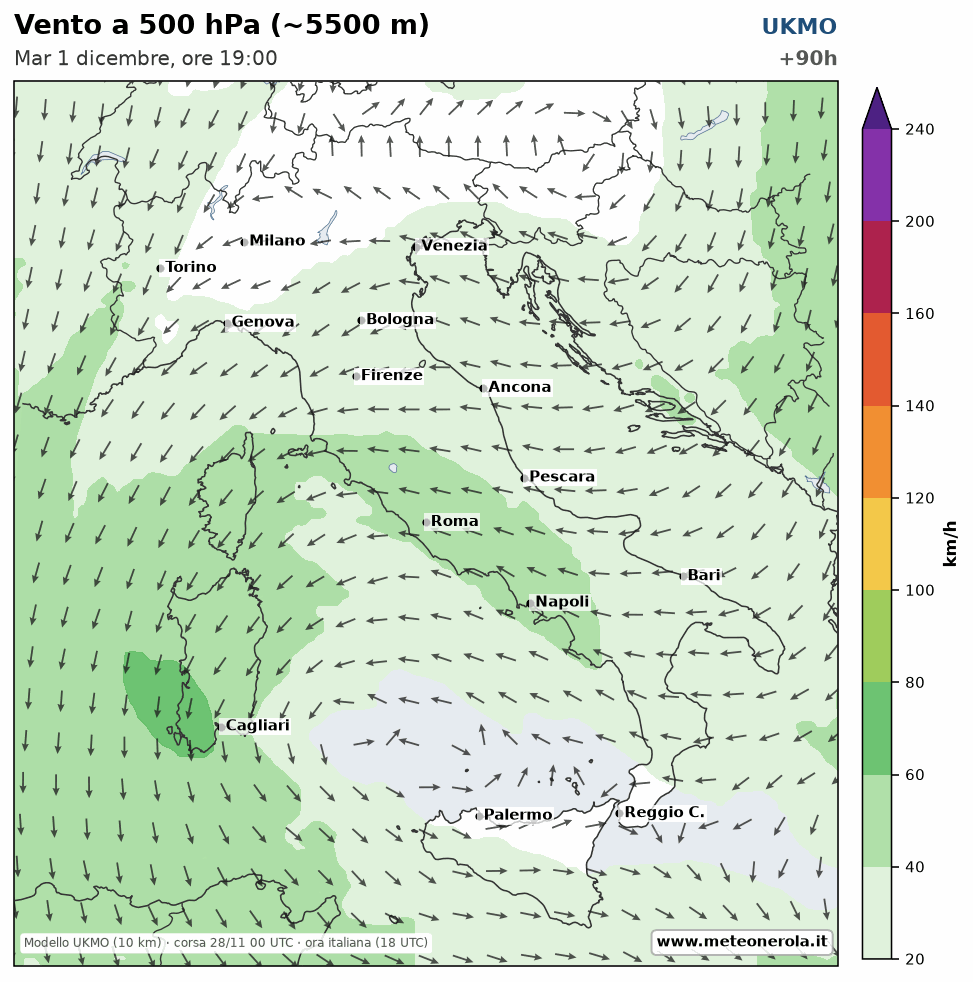 Vento a 500 hPa (~5500 m)
UKMO
Mar 1 dicembre, ore 19:00
+90h
Milano
Venezia
Torino
Genova
Bologna
Firenze
Ancona
Pescara
Roma
Bari
Napoli
Cagliari
Palermo
Reggio C.
240
200
160
140
120
100
80
60
40
20
km/h
Modello UKMO (10 km) · corsa 28/11 00 UTC · ora italiana (18 UTC)
www.meteonerola.it